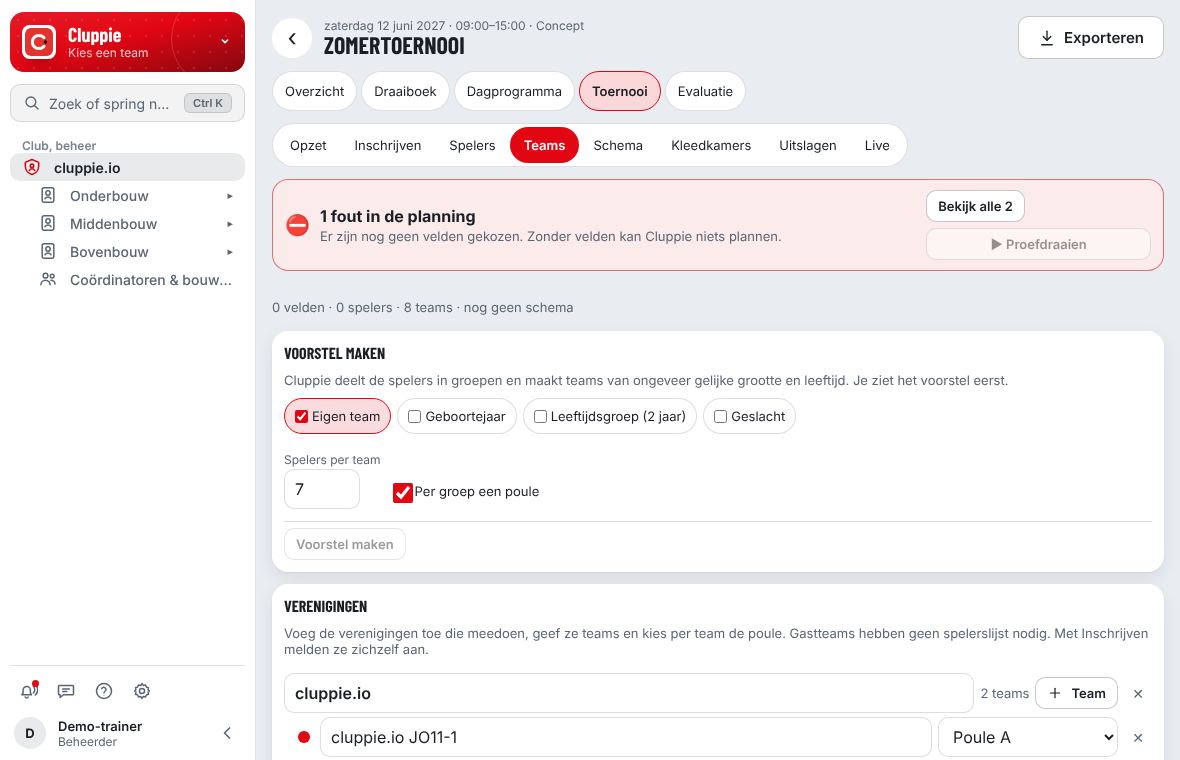 Cluppie
Kies een team
Zoek of spring n...
Ctrl K
Club, beheer
cluppie.io
Onderbouw
Middenbouw
Bovenbouw
Coördinatoren & bouw...
D
Demo-trainer
Beheerder
zaterdag 12 juni 2027 · 09:00–15:00 · Concept
ZOMERTOERNOOI
Exporteren
Overzicht
Draaiboek
Dagprogramma
Toernooi
Evaluatie
Opzet
Inschrijven
Spelers
Teams
Schema
Kleedkamers
Uitslagen
Live
1 fout in de planning
Er zijn nog geen velden gekozen. Zonder velden kan Cluppie niets plannen.
Bekijk alle 2
▶ Proefdraaien
0 velden · 0 spelers · 8 teams · nog geen schema
VOORSTEL MAKEN
Cluppie deelt de spelers in groepen en maakt teams van ongeveer gelijke grootte en leeftijd. Je ziet het voorstel eerst.
Eigen team
Geboortejaar
Leeftijdsgroep (2 jaar)
Geslacht
Spelers per team
7
Per groep een poule
Voorstel maken
VERENIGINGEN
Voeg de verenigingen toe die meedoen, geef ze teams en kies per team de poule. Gastteams hebben geen spelerslijst nodig. Met Inschrijven
melden ze zichzelf aan.
cluppie.io
2 teams
+ Team
×
cluppie.io JO11-1
Poule A
×